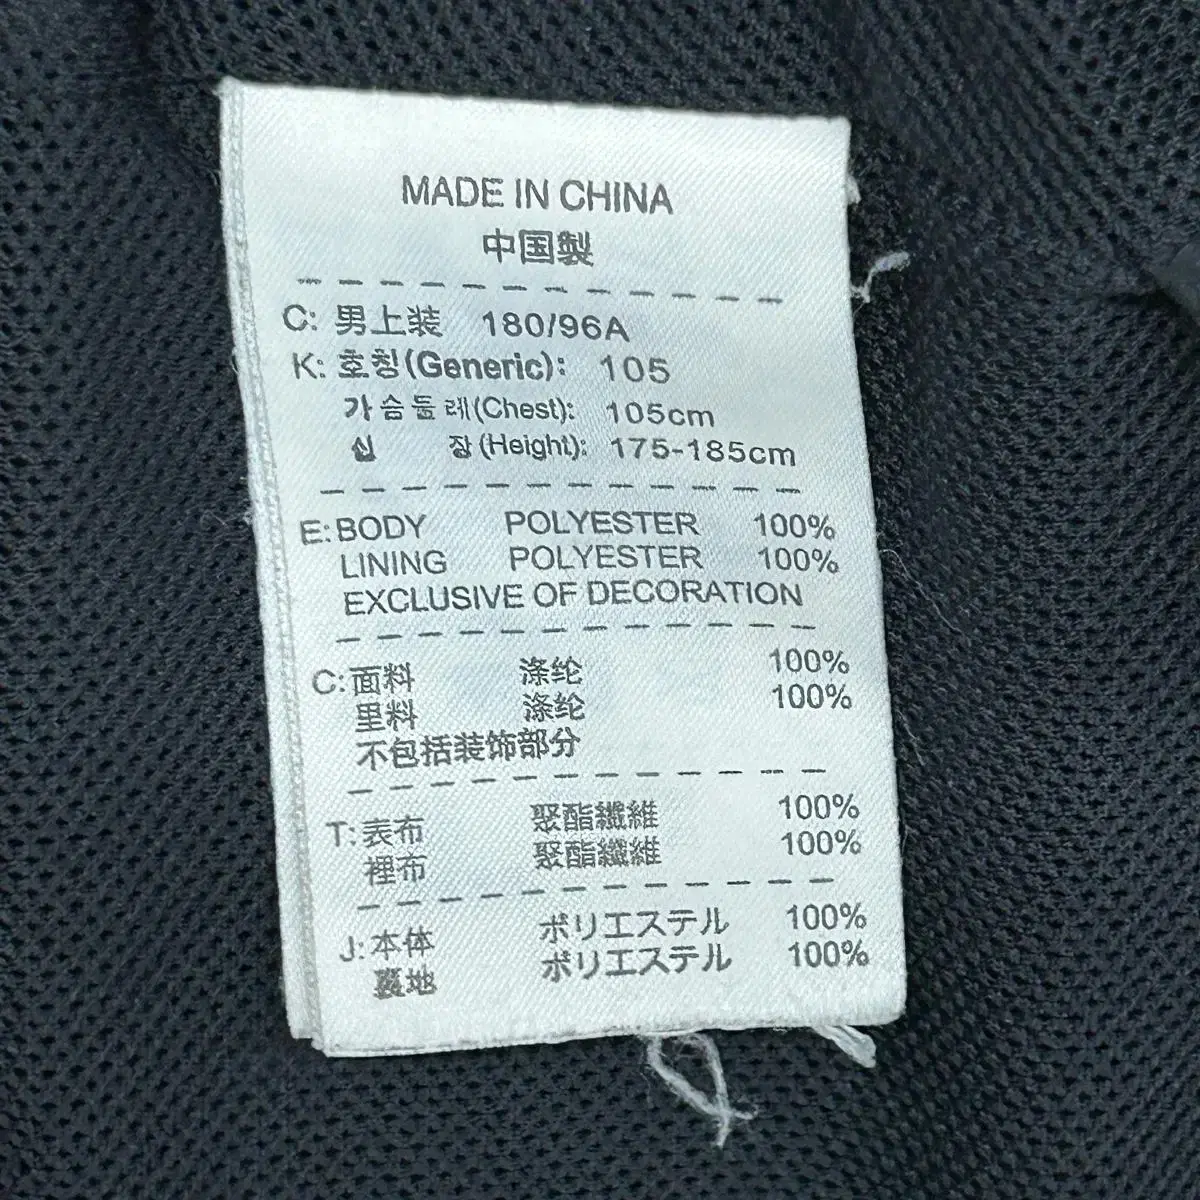 MADE IN CHINA
中国製
C: 男上装 180/96A
K: 호칭(Generic): 105
가슴둘레(Chest): 105cm
신 장(Height): 175-185cm
E: BODY POLYESTER 100%
LINING POLYESTER 100%
EXCLUSIVE OF DECORATION
C: 面料 涤纶 100%
里料 涤纶 100%
不包括装饰部分
T: 表布 聚酯纖維 100%
裡布 聚酯纖維 100%
J: 本体 ポリエステル 100%
裏地 ポリエステル 100%